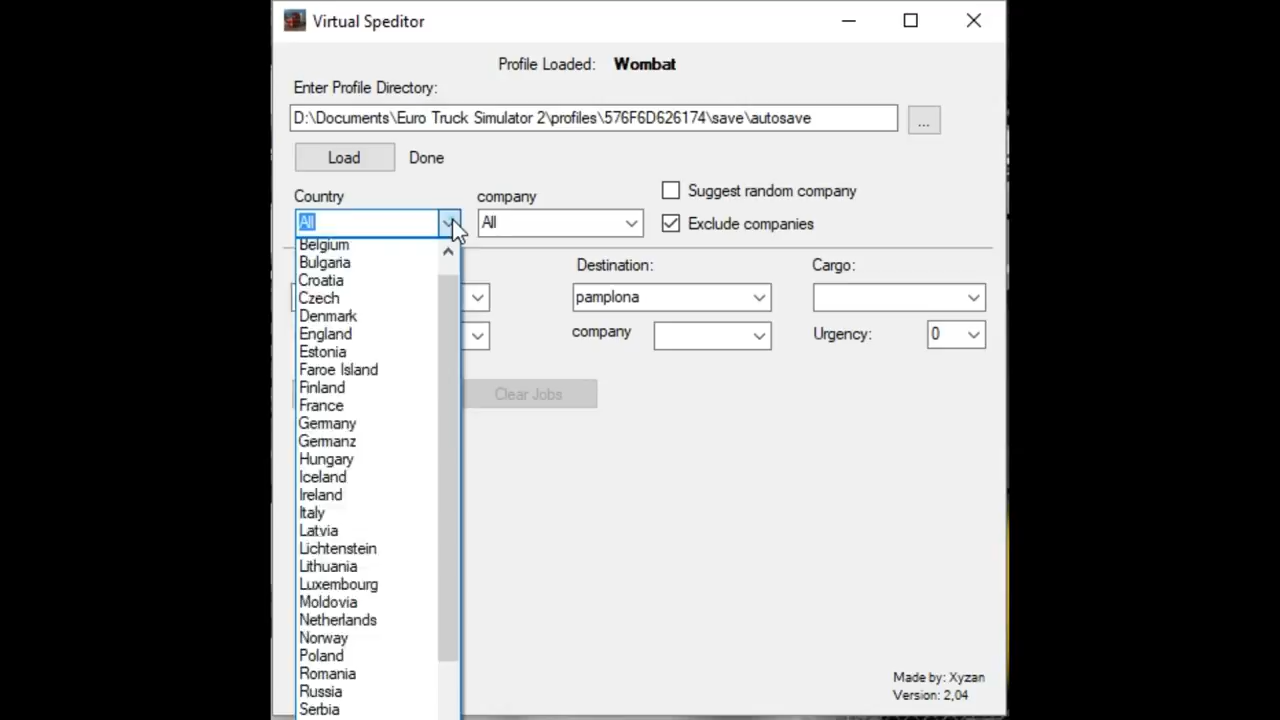 Virtual Speditor
Profile Loaded: Wombat
Enter Profile Directory:
D:\Documents\Euro Truck Simulator 2\profiles\576F6D626174\save\autosave
...
Load Done
Country company
Suggest random company
All All
Exclude companies
Destination: Cargo:
pamplona
company
Urgency: 0
Clear Jobs
Belgium
Bulgaria
Croatia
Czech
Denmark
England
Estonia
Faroe Island
Finland
France
Germany
Germanz
Hungary
Iceland
Ireland
Italy
Latvia
Lichtenstein
Lithuania
Luxembourg
Moldovia
Netherlands
Norway
Poland
Romania
Russia
Serbia
Made by: Xyzan
Version: 2,04